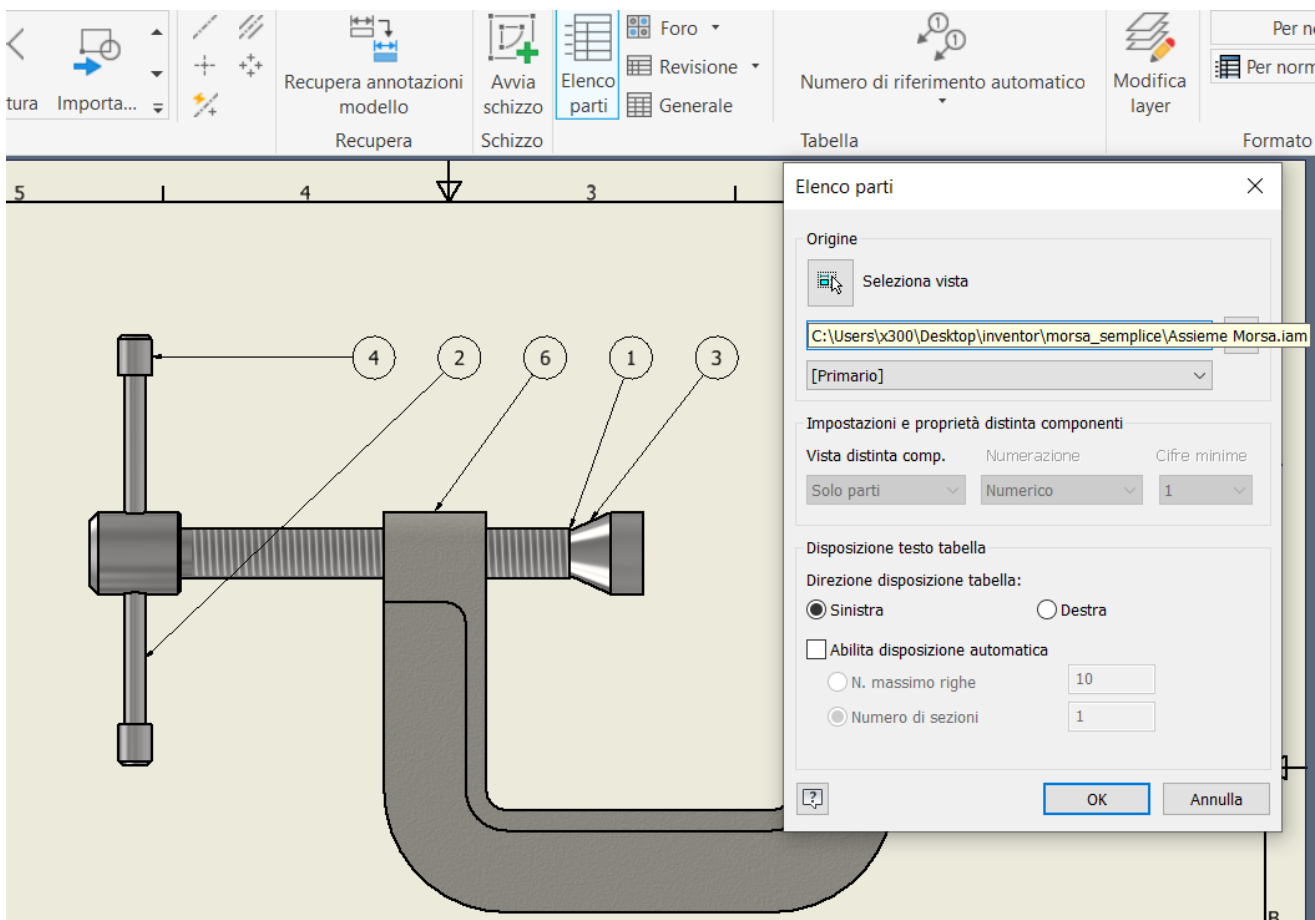 Foro
Per n
Revisione
Per norm
tura Importa...
Recupera annotazioni
modello
Avvia
schizzo
Elenco
parti
Generale
Numero di riferimento automatico
Modifica
layer
Recupera
Schizzo
Tabella
Formato
5
4
3
Elenco parti
Origine
Seleziona vista
C:\Users\x300\Desktop\inventor\morsa_semplice\Assieme Morsa.iam
[Primario]
4
2
6
1
3
Impostazioni e proprietà distinta componenti
Vista distinta comp. Numerazione Cifre minime
Solo parti Numerico 1
Disposizione testo tabella
Direzione disposizione tabella:
Sinistra Destra
Abilita disposizione automatica
N. massimo righe 10
Numero di sezioni 1
OK Annulla
B